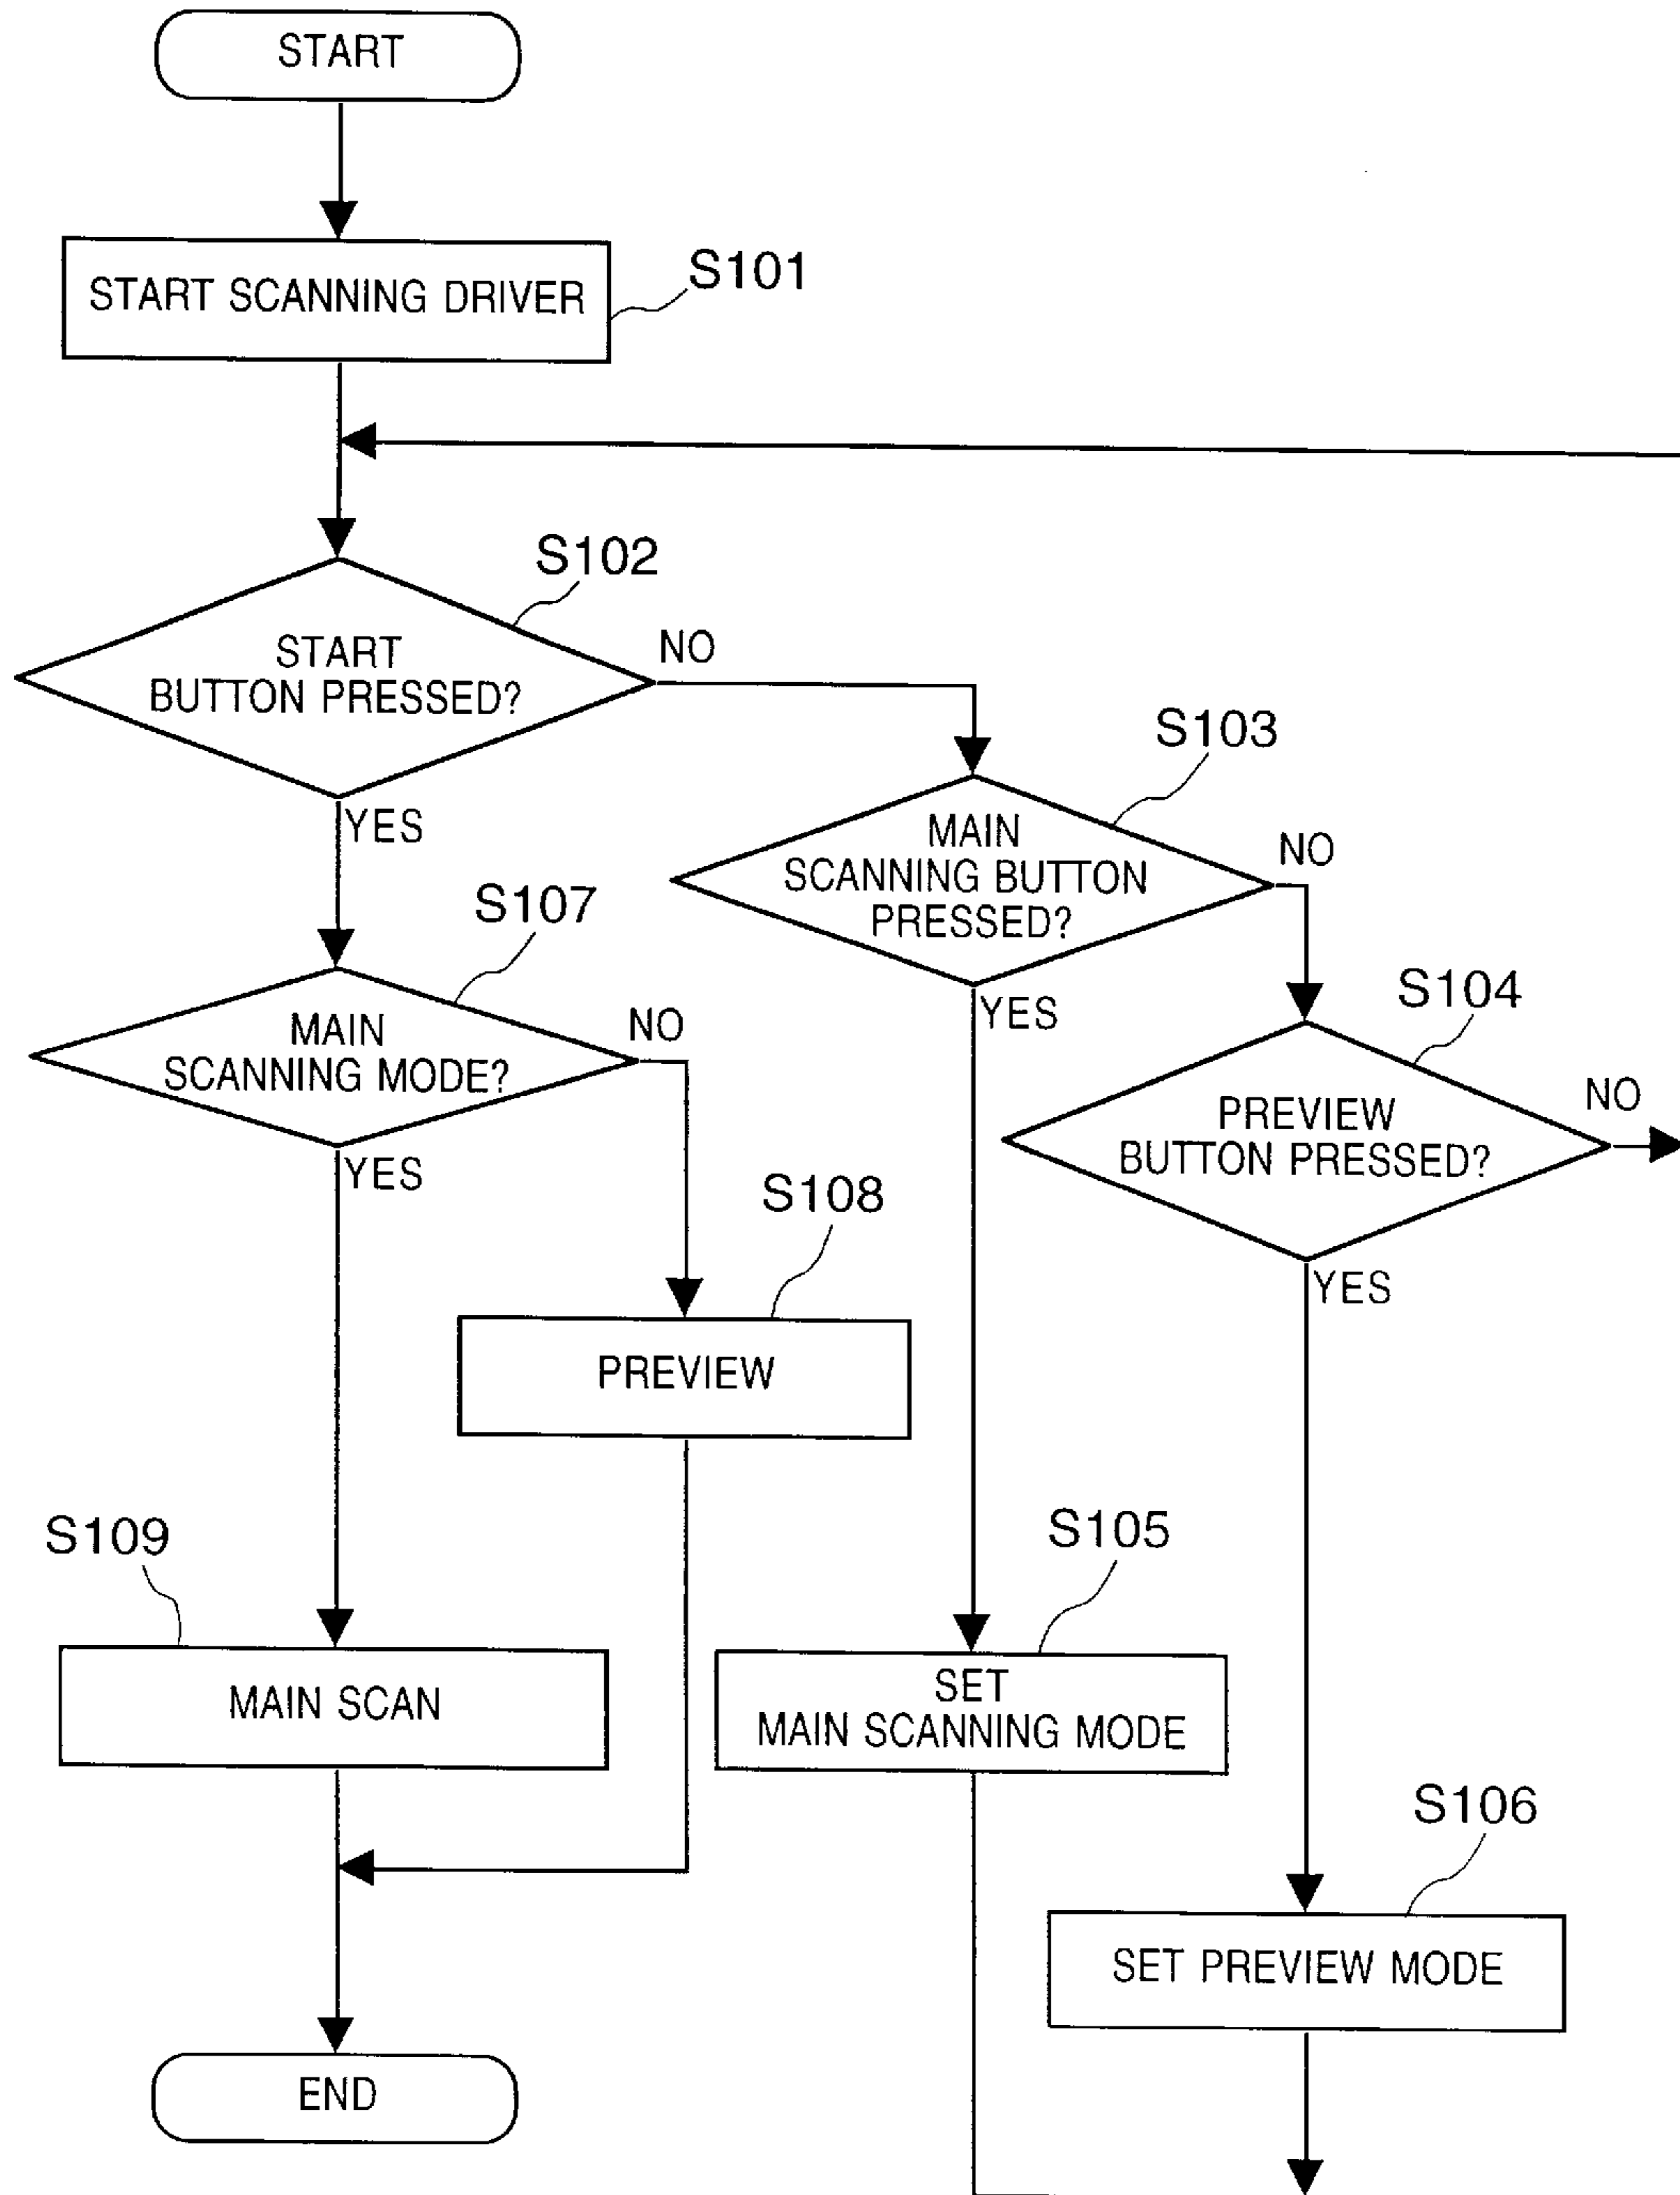 START
START SCANNING DRIVER
S101
S102
START
BUTTON PRESSED?
NO
YES
S103
MAIN
SCANNING BUTTON
PRESSED?
NO
YES
S107
MAIN
SCANNING MODE?
NO
YES
S104
PREVIEW
BUTTON PRESSED?
NO
YES
S108
PREVIEW
S109
MAIN SCAN
S105
SET
MAIN SCANNING MODE
S106
SET PREVIEW MODE
END